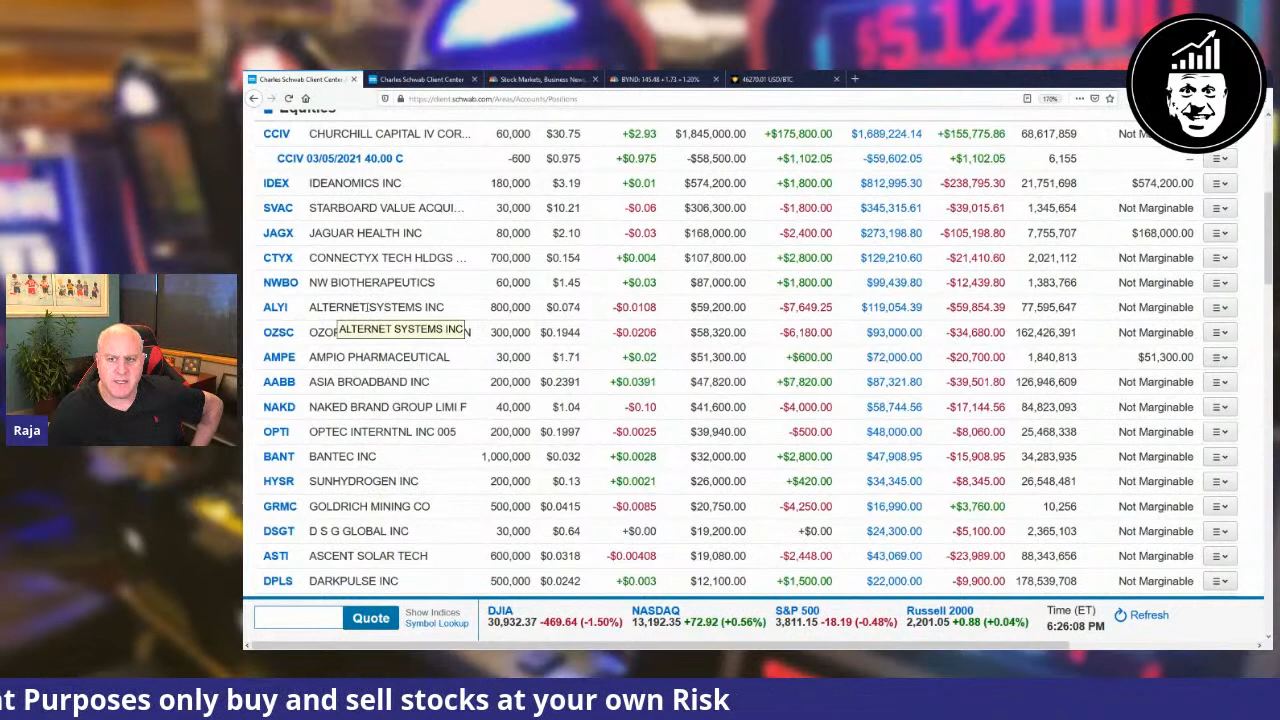 $5,121.00
Charles Schwab Client Center
Charles Schwab Client Center
Stock Markets, Business News,
BYND: 145.48 +1.73 +1.20%
46270.01 USD/BTC
https://client.schwab.com/Areas/Accounts/Positions
170%
Equities
CCIV CHURCHILL CAPITAL IV COR... 60,000 $30.75 +$2.93 $1,845,000.00 +$175,800.00 $1,689,224.14 +$155,775.86 68,617,859 Not M
CCIV 03/05/2021 40.00 C -600 $0.975 +$0.975 -$58,500.00 +$1,102.05 -$59,602.05 +$1,102.05 6,155 –
IDEX IDEANOMICS INC 180,000 $3.19 +$0.01 $574,200.00 +$1,800.00 $812,995.30 -$238,795.30 21,751,698 $574,200.00
SVAC STARBOARD VALUE ACQUI... 30,000 $10.21 -$0.06 $306,300.00 -$1,800.00 $345,315.61 -$39,015.61 1,345,654 Not Marginable
JAGX JAGUAR HEALTH INC 80,000 $2.10 -$0.03 $168,000.00 -$2,400.00 $273,198.80 -$105,198.80 7,755,707 $168,000.00
CTYX CONNECTYX TECH HLDGS ... 700,000 $0.154 +$0.004 $107,800.00 +$2,800.00 $129,210.60 -$21,410.60 2,021,112 Not Marginable
NWBO NW BIOTHERAPEUTICS 60,000 $1.45 +$0.03 $87,000.00 +$1,800.00 $99,439.80 -$12,439.80 1,383,766 Not Marginable
ALYI ALTERNET SYSTEMS INC 800,000 $0.074 -$0.0108 $59,200.00 -$7,649.25 $119,054.39 -$59,854.39 77,595,647 Not Marginable
OZSC OZOP N 300,000 $0.1944 -$0.0206 $58,320.00 -$6,180.00 $93,000.00 -$34,680.00 162,426,391 Not Marginable
ALTERNET SYSTEMS INC
AMPE AMPIO PHARMACEUTICAL 30,000 $1.71 +$0.02 $51,300.00 +$600.00 $72,000.00 -$20,700.00 1,840,813 $51,300.00
AABB ASIA BROADBAND INC 200,000 $0.2391 +$0.0391 $47,820.00 +$7,820.00 $87,321.80 -$39,501.80 126,946,609 Not Marginable
NAKD NAKED BRAND GROUP LIMI F 40,000 $1.04 -$0.10 $41,600.00 -$4,000.00 $58,744.56 -$17,144.56 84,823,093 Not Marginable
OPTI OPTEC INTERNTNL INC 005 200,000 $0.1997 -$0.0025 $39,940.00 -$500.00 $48,000.00 -$8,060.00 25,468,338 Not Marginable
BANT BANTEC INC 1,000,000 $0.032 +$0.0028 $32,000.00 +$2,800.00 $47,908.95 -$15,908.95 34,283,935 Not Marginable
HYSR SUNHYDROGEN INC 200,000 $0.13 +$0.0021 $26,000.00 +$420.00 $34,345.00 -$8,345.00 26,548,481 Not Marginable
GRMC GOLDRICH MINING CO 500,000 $0.0415 -$0.0085 $20,750.00 -$4,250.00 $16,990.00 +$3,760.00 10,256 Not Marginable
DSGT D S G GLOBAL INC 30,000 $0.64 +$0.00 $19,200.00 +$0.00 $24,300.00 -$5,100.00 2,365,103 Not Marginable
ASTI ASCENT SOLAR TECH 600,000 $0.0318 -$0.00408 $19,080.00 -$2,448.00 $43,069.00 -$23,989.00 88,343,656 Not Marginable
DPLS DARKPULSE INC 500,000 $0.0242 +$0.003 $12,100.00 +$1,500.00 $22,000.00 -$9,900.00 178,539,708 Not Marginable
Raja
Quote
Show Indices
Symbol Lookup
DJIA
30,932.37 -469.64 (-1.50%)
NASDAQ
13,192.35 +72.92 (+0.56%)
S&P 500
3,811.15 -18.19 (-0.48%)
Russell 2000
2,201.05 +0.88 (+0.04%)
Time (ET)
6:26:08 PM
Refresh
t Purposes only buy and sell stocks at your own Risk